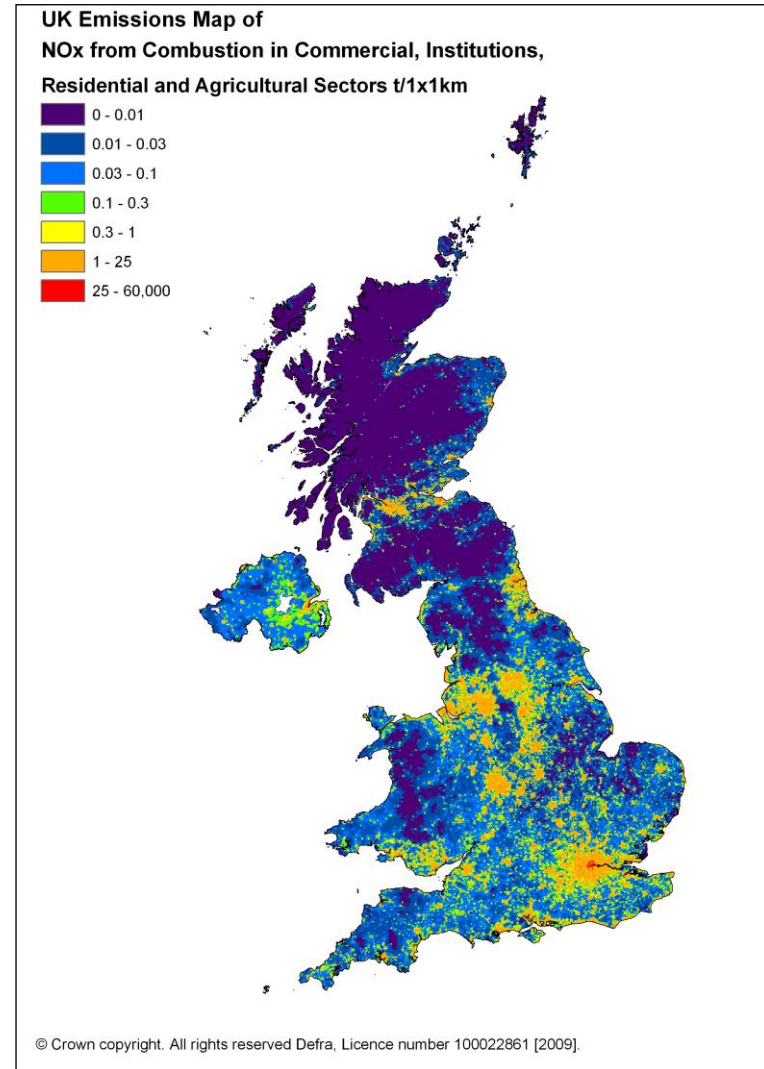 UK Emissions Map of
NOx from Combustion in Commercial, Institutions,
Residential and Agricultural Sectors t/1x1km
0 - 0.01
0.01 - 0.03
0.03 - 0.1
0.1 - 0.3
0.3 - 1
1 - 25
25 - 60,000
© Crown copyright. All rights reserved Defra, Licence number 100022861 [2009].